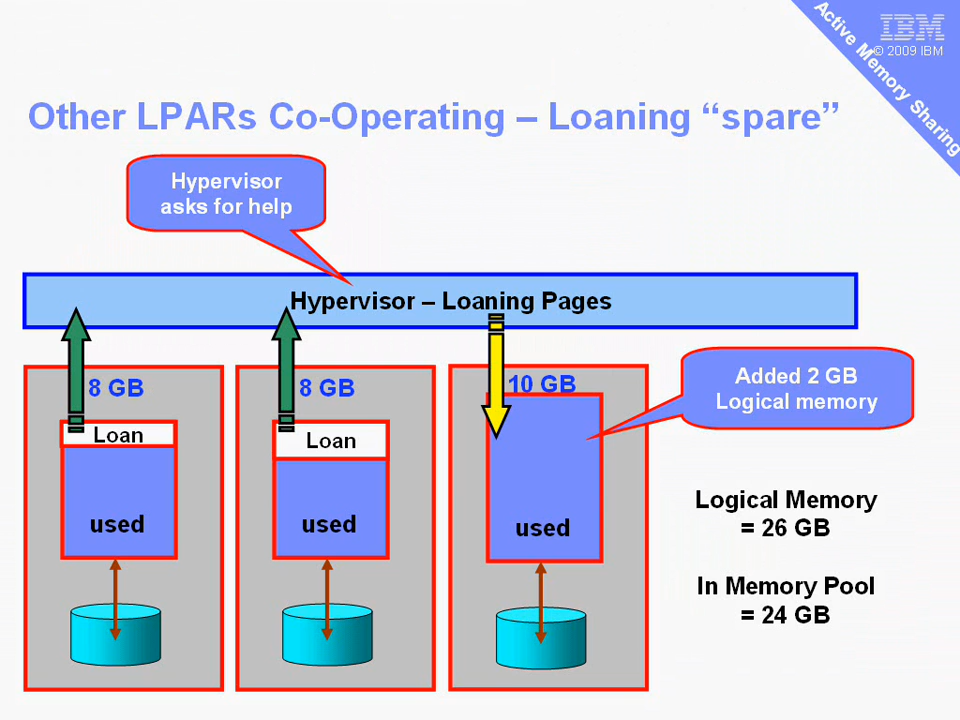 IBM
© 2009 IBM
Active Memory Sharing
Other LPARs Co-Operating – Loaning “spare”
Hypervisor
asks for help
Hypervisor – Loaning Pages
8 GB
Loan
used
8 GB
Loan
used
10 GB
used
Added 2 GB
Logical memory
Logical Memory
= 26 GB
In Memory Pool
= 24 GB